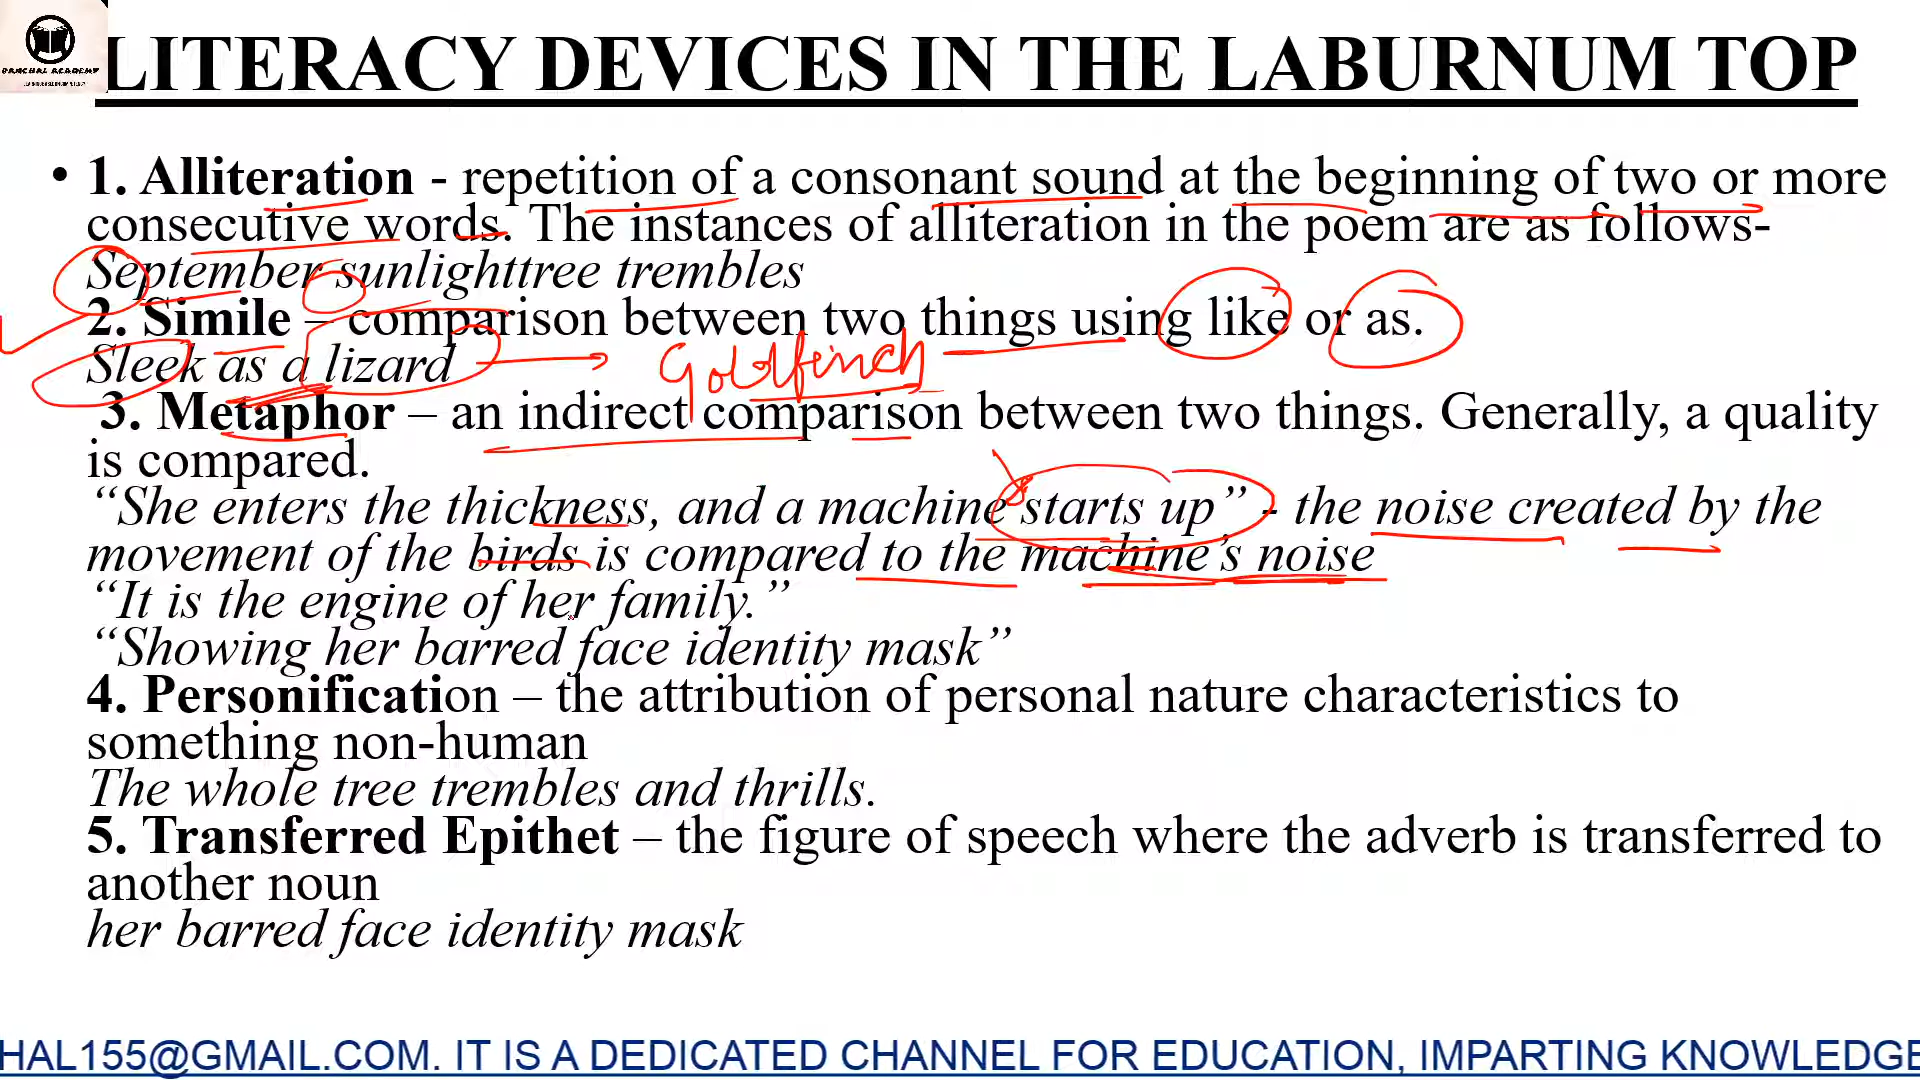 PANCHAL ACADEMY
LITERACY DEVICES IN THE LABURNUM TOP
• 1. Alliteration - repetition of a consonant sound at the beginning of two or more
consecutive words. The instances of alliteration in the poem are as follows-
September sunlighttree trembles
2. Simile – comparison between two things using like or as.
Sleek as a lizard
Goldfinch
3. Metaphor – an indirect comparison between two things. Generally, a quality
is compared.
“She enters the thickness, and a machine starts up” - the noise created by the
movement of the birds is compared to the machine’s noise
“It is the engine of her family.”
“Showing her barred face identity mask”
4. Personification – the attribution of personal nature characteristics to
something non-human
The whole tree trembles and thrills.
5. Transferred Epithet – the figure of speech where the adverb is transferred to
another noun
her barred face identity mask
HAL155@GMAIL.COM. IT IS A DEDICATED CHANNEL FOR EDUCATION, IMPARTING KNOWLEDGE